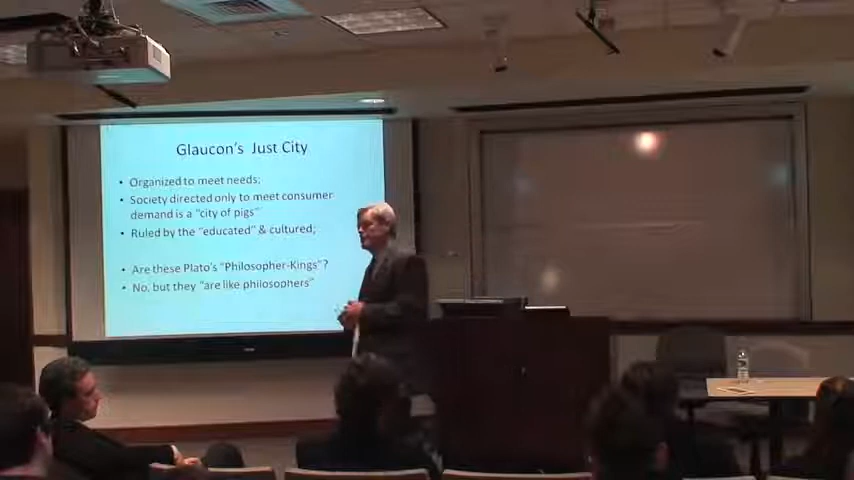 Glaucon's Just City
• Organized to meet needs;
• Society directed only to meet consumer
demand is a "city of pigs"
• Ruled by the "educated" & cultured;
• Are these Plato's "Philosopher-Kings"?
• No, but they "are like philosophers"